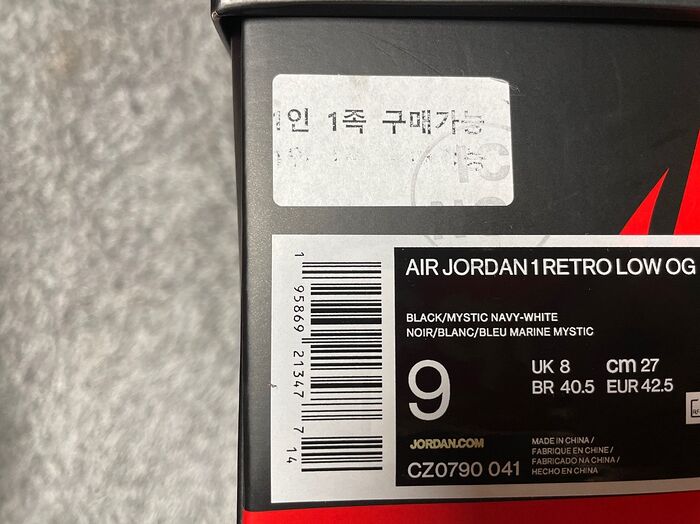 1인 1족 구매가능
AIR JORDAN 1 RETRO LOW OG
BLACK/MYSTIC NAVY-WHITE
NOIR/BLANC/BLEU MARINE MYSTIC
9
UK 8 cm 27
BR 40.5 EUR 42.5
JORDAN.COM
MADE IN CHINA /
FABRIQUE EN CHINE /
FABRICADO NA CHINA /
HECHO EN CHINA
CZ0790 041
1 95869 21347 7 14